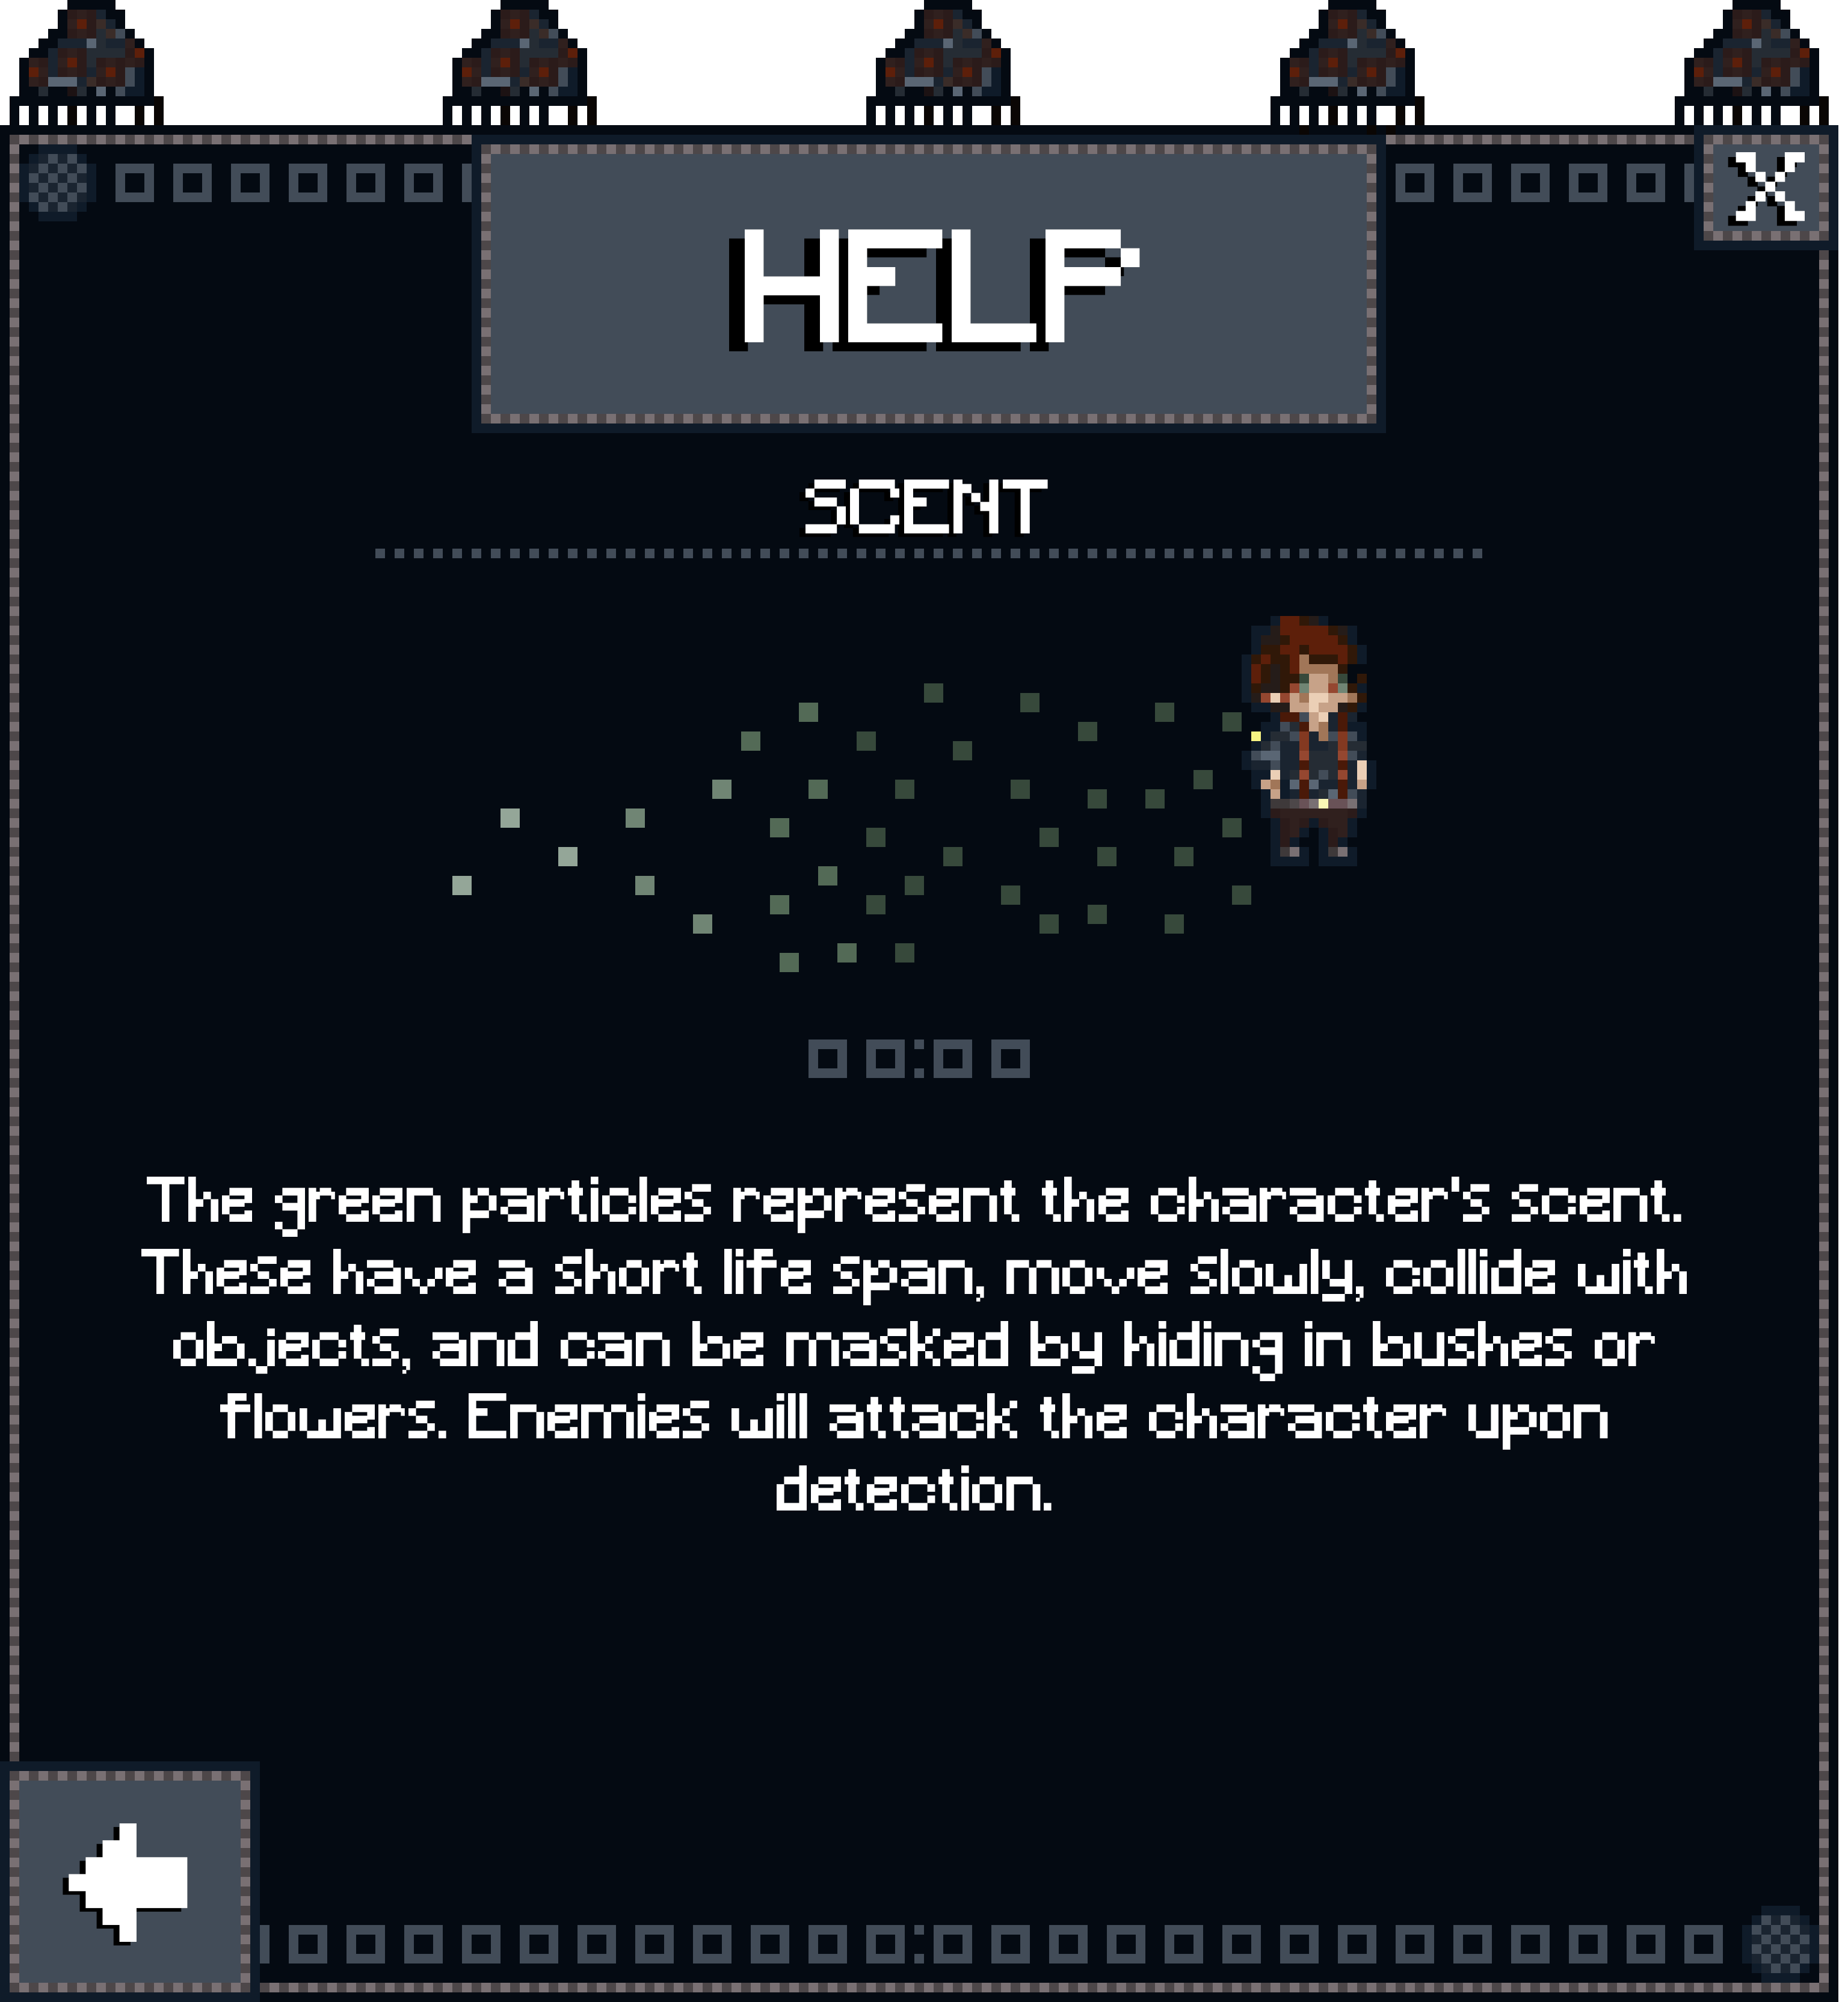 HELP
X
SCENT
The green particles represent the character's scent.
These have a short life span, move slowly, collide with
objects, and can be masked by hiding in bushes or
flowers. Enemies will attack the character upon
detection.